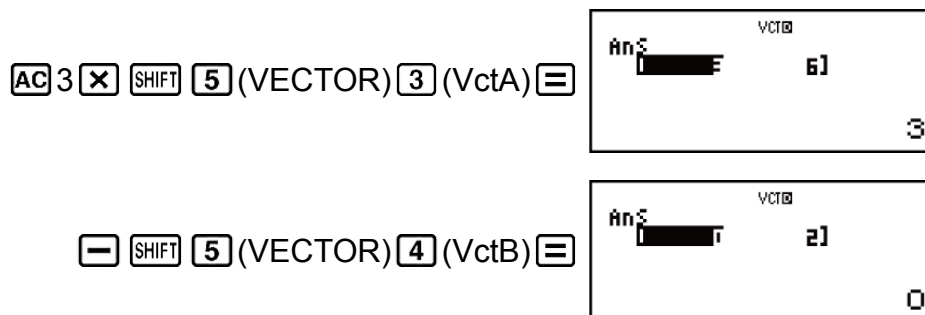 VCT D
Ans
6]
AC 3 × SHIFT 5 (VECTOR) 3 (VctA) =
3
VCT D
Ans
2]
− SHIFT 5 (VECTOR) 4 (VctB) =
0